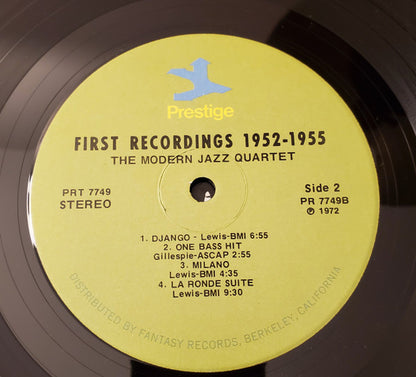 Prestige
FIRST RECORDINGS 1952-1955
THE MODERN JAZZ QUARTET
PRT 7749
STEREO
Side 2
PR 7749B
℗ 1972
1. DJANGO - Lewis-BMI 6:55
2. ONE BASS HIT
Gillespie-ASCAP 2:55
3. MILANO
Lewis-BMI 4:35
4. LA RONDE SUITE
Lewis-BMI 9:30
DISTRIBUTED BY FANTASY RECORDS, BERKELEY, CALIFORNIA